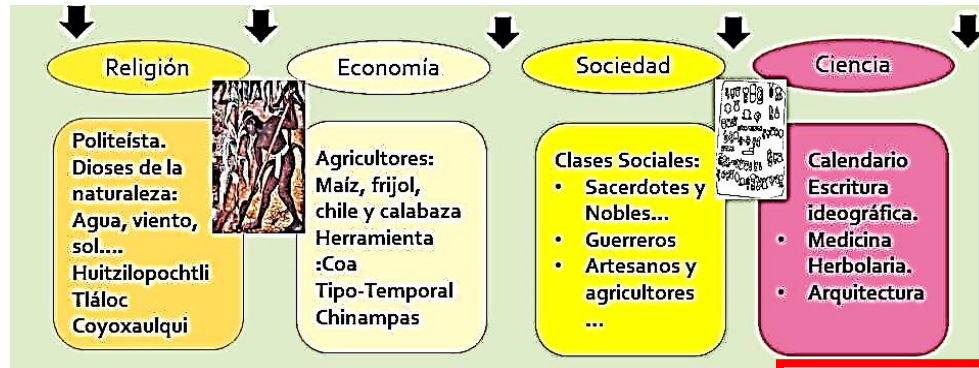 Religión
Politeísta.
Dioses de la
naturaleza:
Agua, viento,
sol....
Huitzilopochtli
Tláloc
Coyoxaulqui
Economía
Agricultores:
Maíz, frijol,
chile y calabaza
Herramienta
:Coa
Tipo-Temporal
Chinampas
Sociedad
Clases Sociales:
• Sacerdotes y
Nobles...
• Guerreros
• Artesanos y
agricultores
...
Ciencia
Calendario
Escritura
ideográfica.
• Medicina
Herbolaria.
• Arquitectura